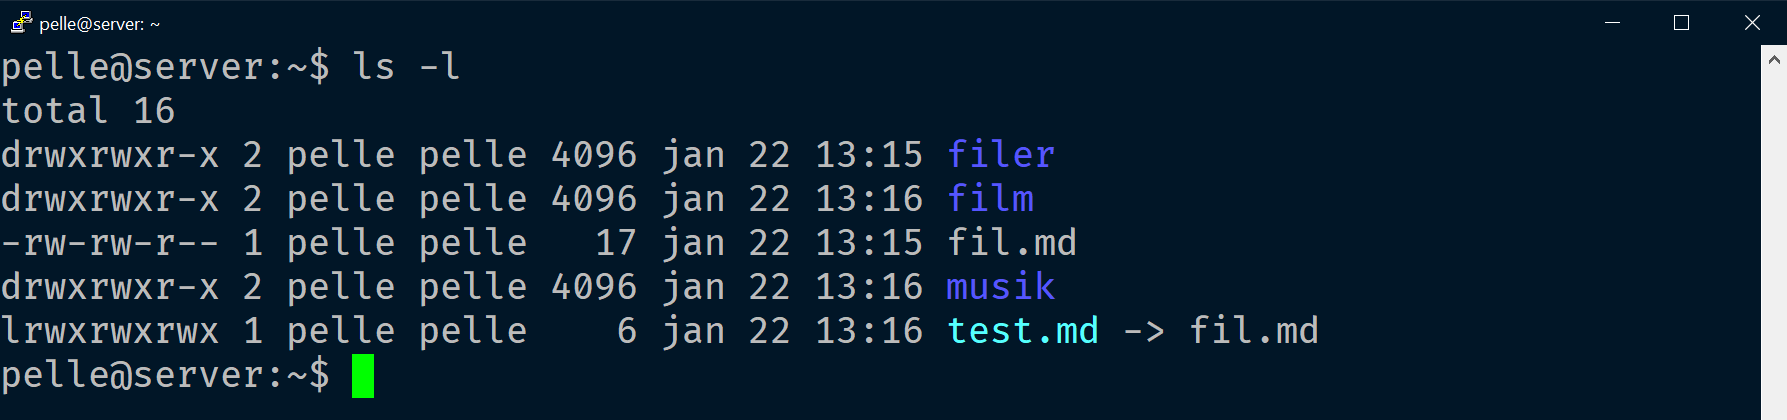 pelle@server: ~
pelle@server:~$ ls -l
total 16
drwxrwxr-x 2 pelle pelle 4096 jan 22 13:15 filer
drwxrwxr-x 2 pelle pelle 4096 jan 22 13:16 film
-rw-rw-r-- 1 pelle pelle   17 jan 22 13:15 fil.md
drwxrwxr-x 2 pelle pelle 4096 jan 22 13:16 musik
lrwxrwxrwx 1 pelle pelle    6 jan 22 13:16 test.md -> fil.md
pelle@server:~$